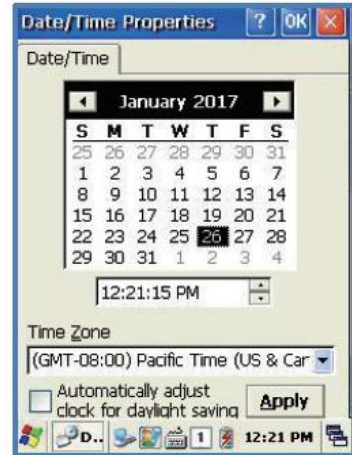 Date/Time Properties ? OK
Date/Time
January 2017
S M T W T F S
25 26 27 28 29 30 31
1 2 3 4 5 6 7
8 9 10 11 12 13 14
15 16 17 18 19 20 21
22 23 24 25 26 27 28
29 30 31 1 2 3 4
12:21:15 PM
Time Zone
(GMT-08:00) Pacific Time (US & Car
Automatically adjust
clock for daylight saving Apply
D.. 1 12:21 PM